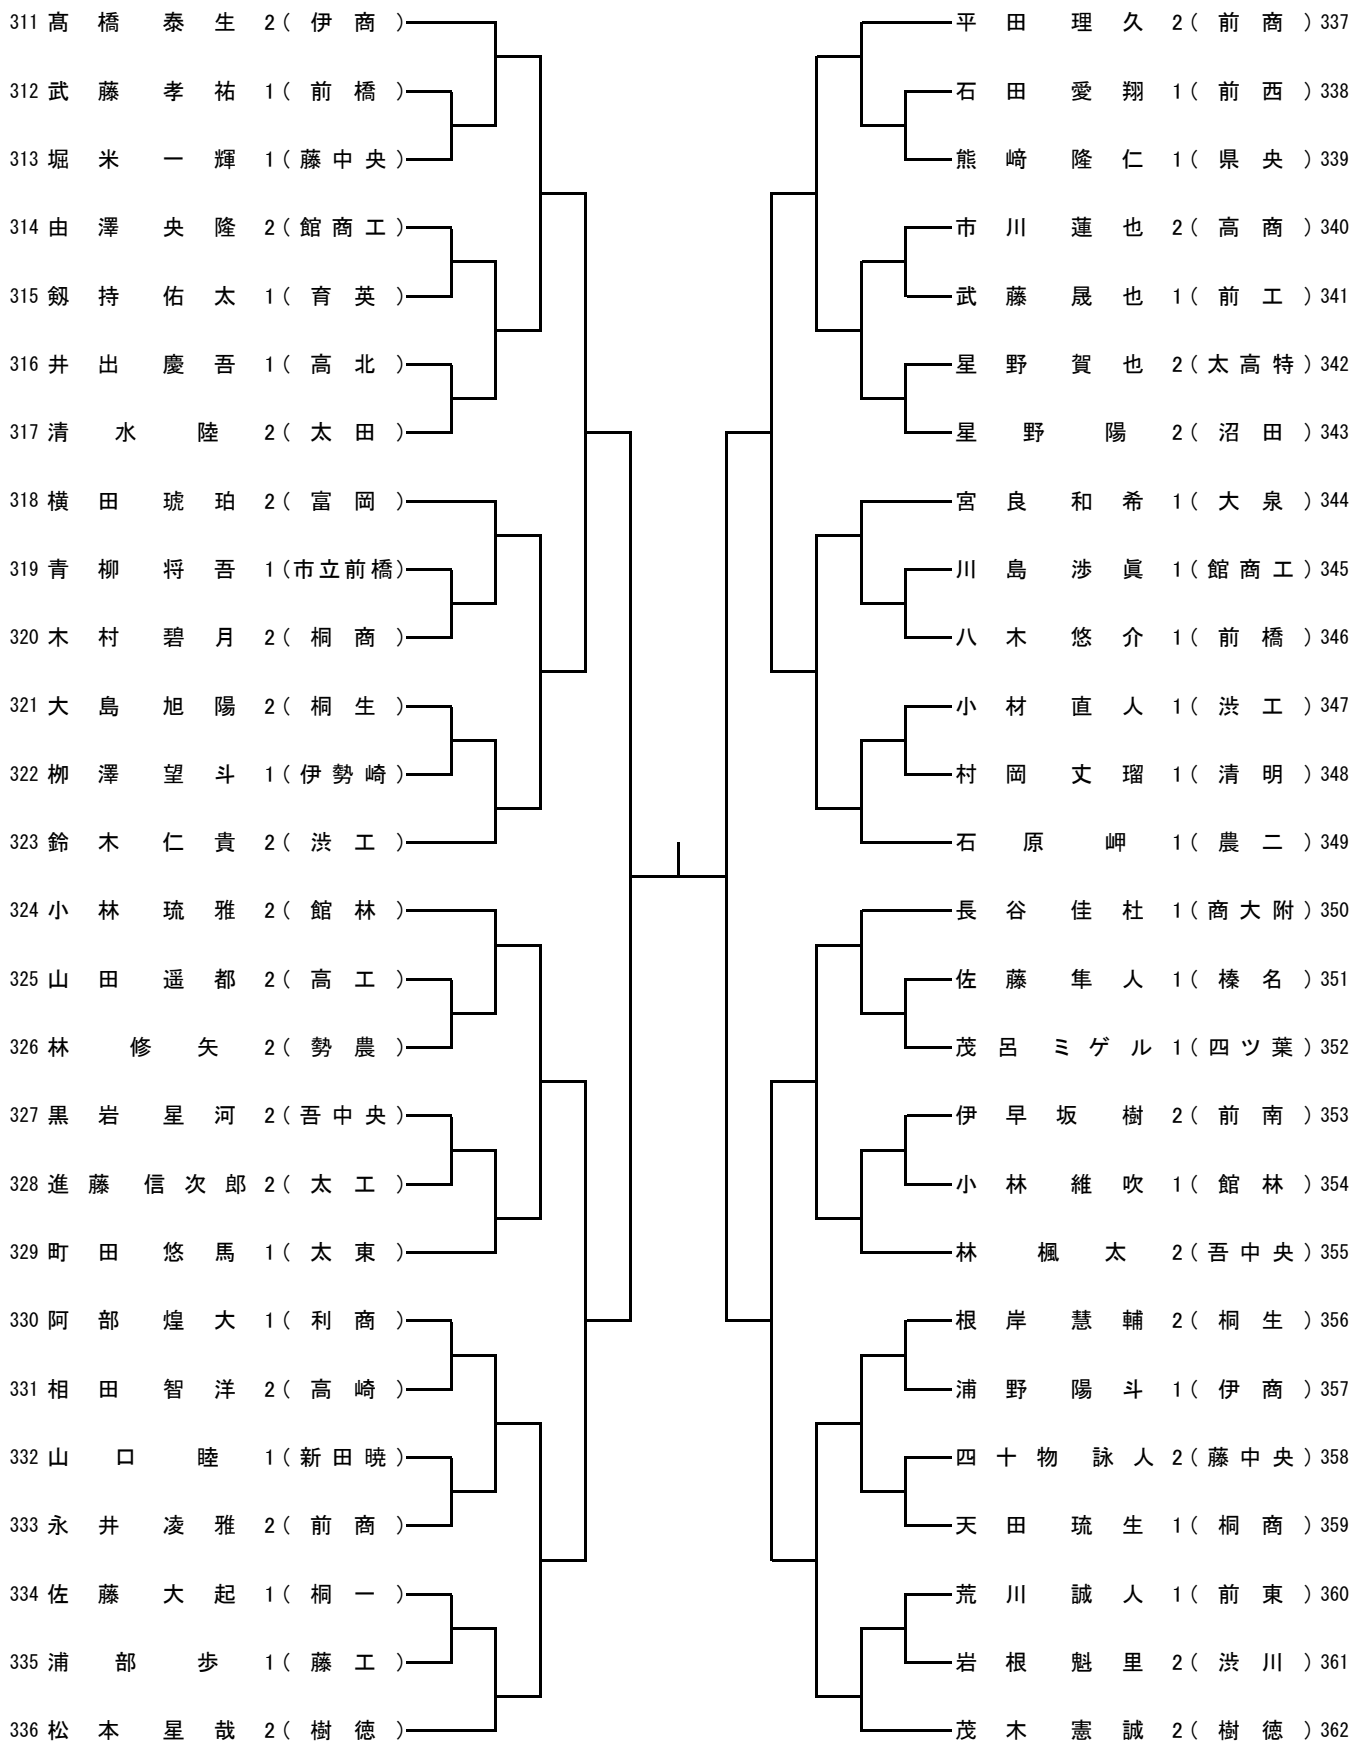 311 髙橋 泰生 2(伊商)
312 武藤 孝祐 1(前橋)
313 堀米 一輝 1(藤中央)
314 由澤 央隆 2(館商工)
315 剱持 佑太 1(育英)
316 井出 慶吾 1(高北)
317 清水 陸 2(太田)
318 横田 琥珀 2(富岡)
319 青柳 将吾 1(市立前橋)
320 木村 碧月 2(桐商)
321 大島 旭陽 2(桐生)
322 栁澤 望斗 1(伊勢崎)
323 鈴木 仁貴 2(渋工)
324 小林 琉雅 2(館林)
325 山田 遥都 2(高工)
326 林 修矢 2(勢農)
327 黒岩 星河 2(吾中央)
328 進藤 信次郎 2(太工)
329 町田 悠馬 1(太東)
330 阿部 煌大 1(利商)
331 相田 智洋 2(高崎)
332 山口 睦 1(新田暁)
333 永井 凌雅 2(前商)
334 佐藤 大起 1(桐一)
335 浦部 歩 1(藤工)
336 松本 星哉 2(樹徳)
平田 理久 2(前商)337
石田 愛翔 1(前西)338
熊﨑 隆仁 1(県央)339
市川 蓮也 2(高商)340
武藤 晟也 1(前工)341
星野 賀也 2(太高特)342
星野 陽 2(沼田)343
宮良 和希 1(大泉)344
川島 渉眞 1(館商工)345
八木 悠介 1(前橋)346
小材 直人 1(渋工)347
村岡 丈瑠 1(清明)348
石原 岬 1(農二)349
長谷 佳杜 1(商大附)350
佐藤 隼人 1(榛名)351
茂呂 ミゲル 1(四ツ葉)352
伊早坂 樹 2(前南)353
小林 維吹 1(館林)354
林 楓太 2(吾中央)355
根岸 慧輔 2(桐生)356
浦野 陽斗 1(伊商)357
四十物 詠人 2(藤中央)358
天田 琉生 1(桐商)359
荒川 誠人 1(前東)360
岩根 魁里 2(渋川)361
茂木 憲誠 2(樹徳)362